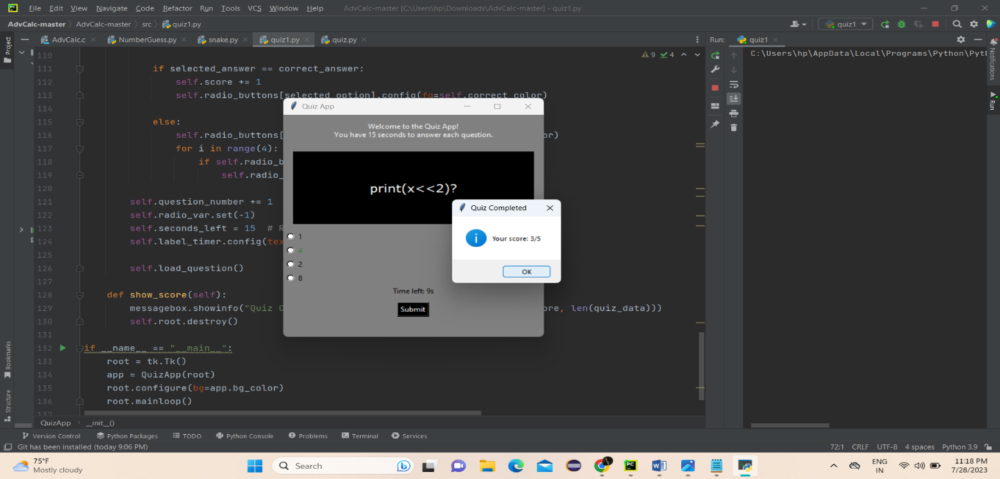 PC File Edit View Navigate Code Refactor Run Tools VCS Window Help AdvCalc-master [C:\Users\hp\Downloads\AdvCalc-master] - quiz1.py
AdvCalc-master AdvCalc-master src quiz1.py quiz1
Project AdvCalc.c NumberGuess.py snake.py quiz1.py quiz.py Run: quiz1
Notifications
Run
9 4
C:\Users\hp\AppData\Local\Programs\Python\Pyt
110
111 if selected_answer == correct_answer:
112 self.score += 1
113 self.radio_buttons[selected_option].config(fg=self.correct_color)
114
115 else:
116 self.radio_buttons[ or)
117 for i in range(4):
118 if self.radio_b
119 self.radio_
120
121 self.question_number += 1
122 self.radio_var.set(-1)
123 self.seconds_left = 15 # R
124 self.label_timer.config(tex
125
126 self.load_question()
127
128 def show_score(self):
129 messagebox.showinfo("Quiz C ore, len(quiz_data)))
130 self.root.destroy()
131
132 if __name__ == "__main__":
133 root = tk.Tk()
134 app = QuizApp(root)
135 root.configure(bg=app.bg_color)
136 root.mainloop()
137
Quiz App
Welcome to the Quiz App!
You have 15 seconds to answer each question.
print(x<<2)?
1
4
2
8
Time left: 9s
Submit
Quiz Completed
Your score: 3/5
OK
Bookmarks
Structure
QuizApp __init__()
Version Control Python Packages TODO Python Console Problems Terminal Services
Git has been installed (today 9:06 PM) 72:1 CRLF UTF-8 4 spaces Python 3.9
75°F
Mostly cloudy
Search
ENG
IN
11:18 PM
7/28/2023